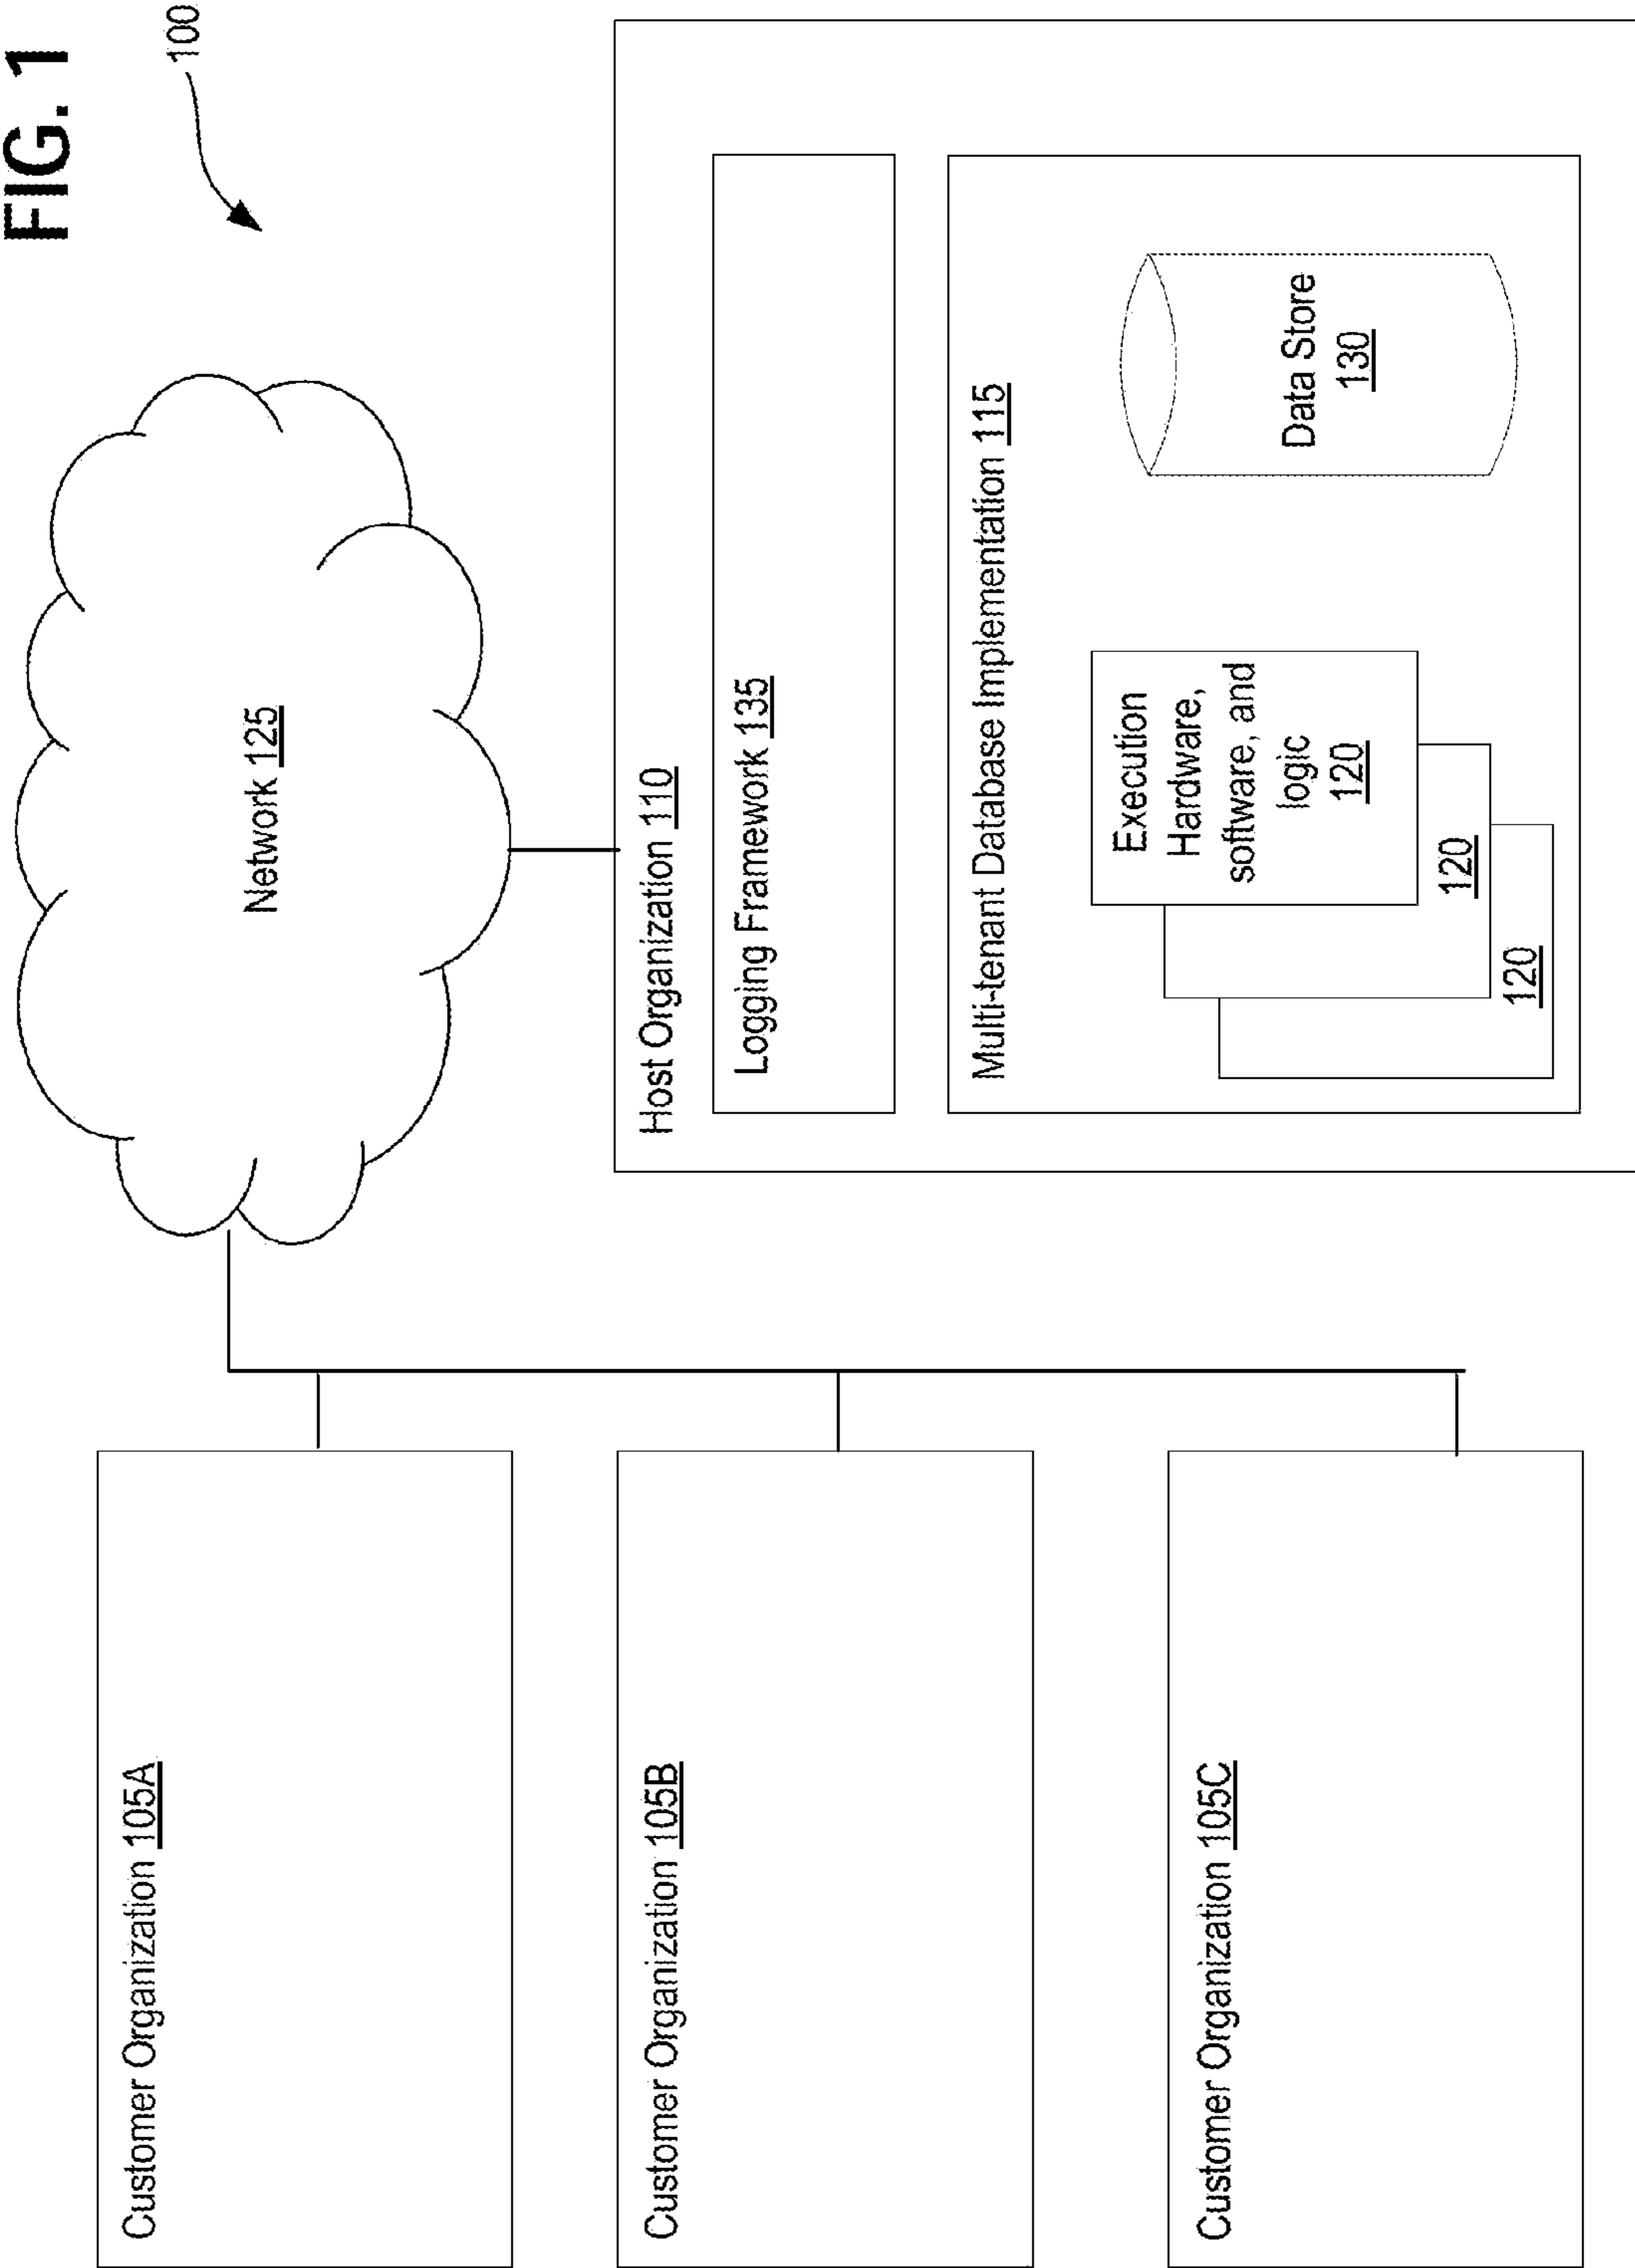 FIG. 1
100
Network 125
Customer Organization 105A
Customer Organization 105B
Customer Organization 105C
Host Organization 110
Logging Framework 135
Multi-tenant Database Implementation 115
Execution
Hardware,
software, and
logic
120
120
120
Data Store
130